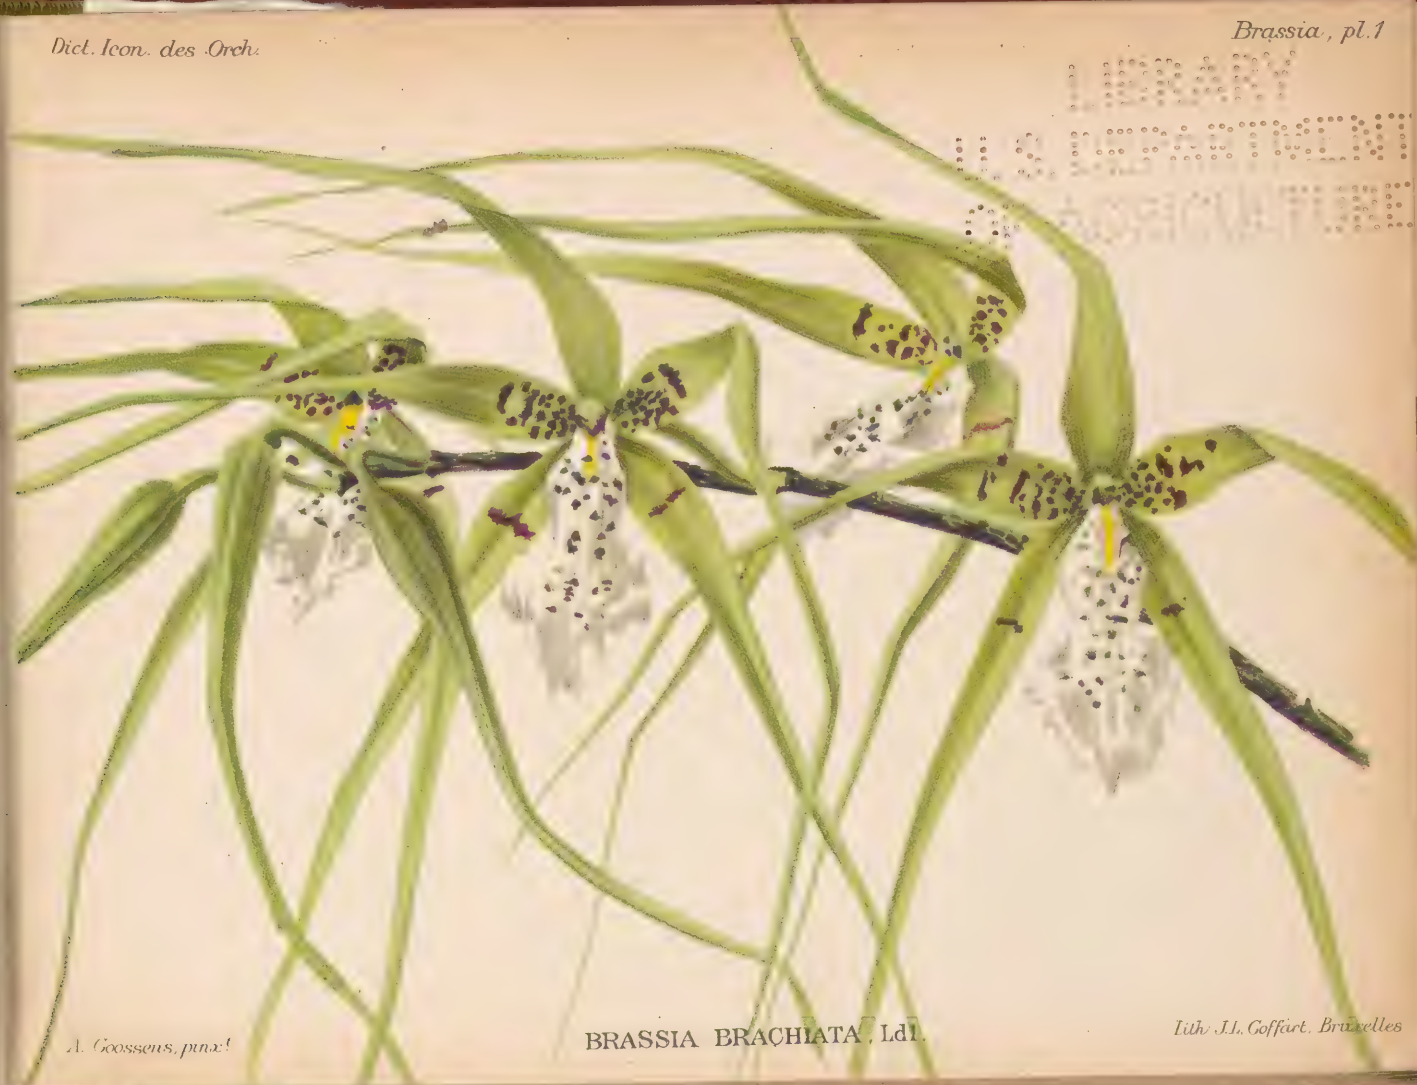 Dict. Icon. des Orch.
Brassia, pl. 1
LIBRARY
U.S. DEPARTMENT
OF AGRICULTURE
BRASSIA BRACHIATA, Ldl.
A. Goossens, pinx!
Lith. J.L. Goffart. Bruxelles